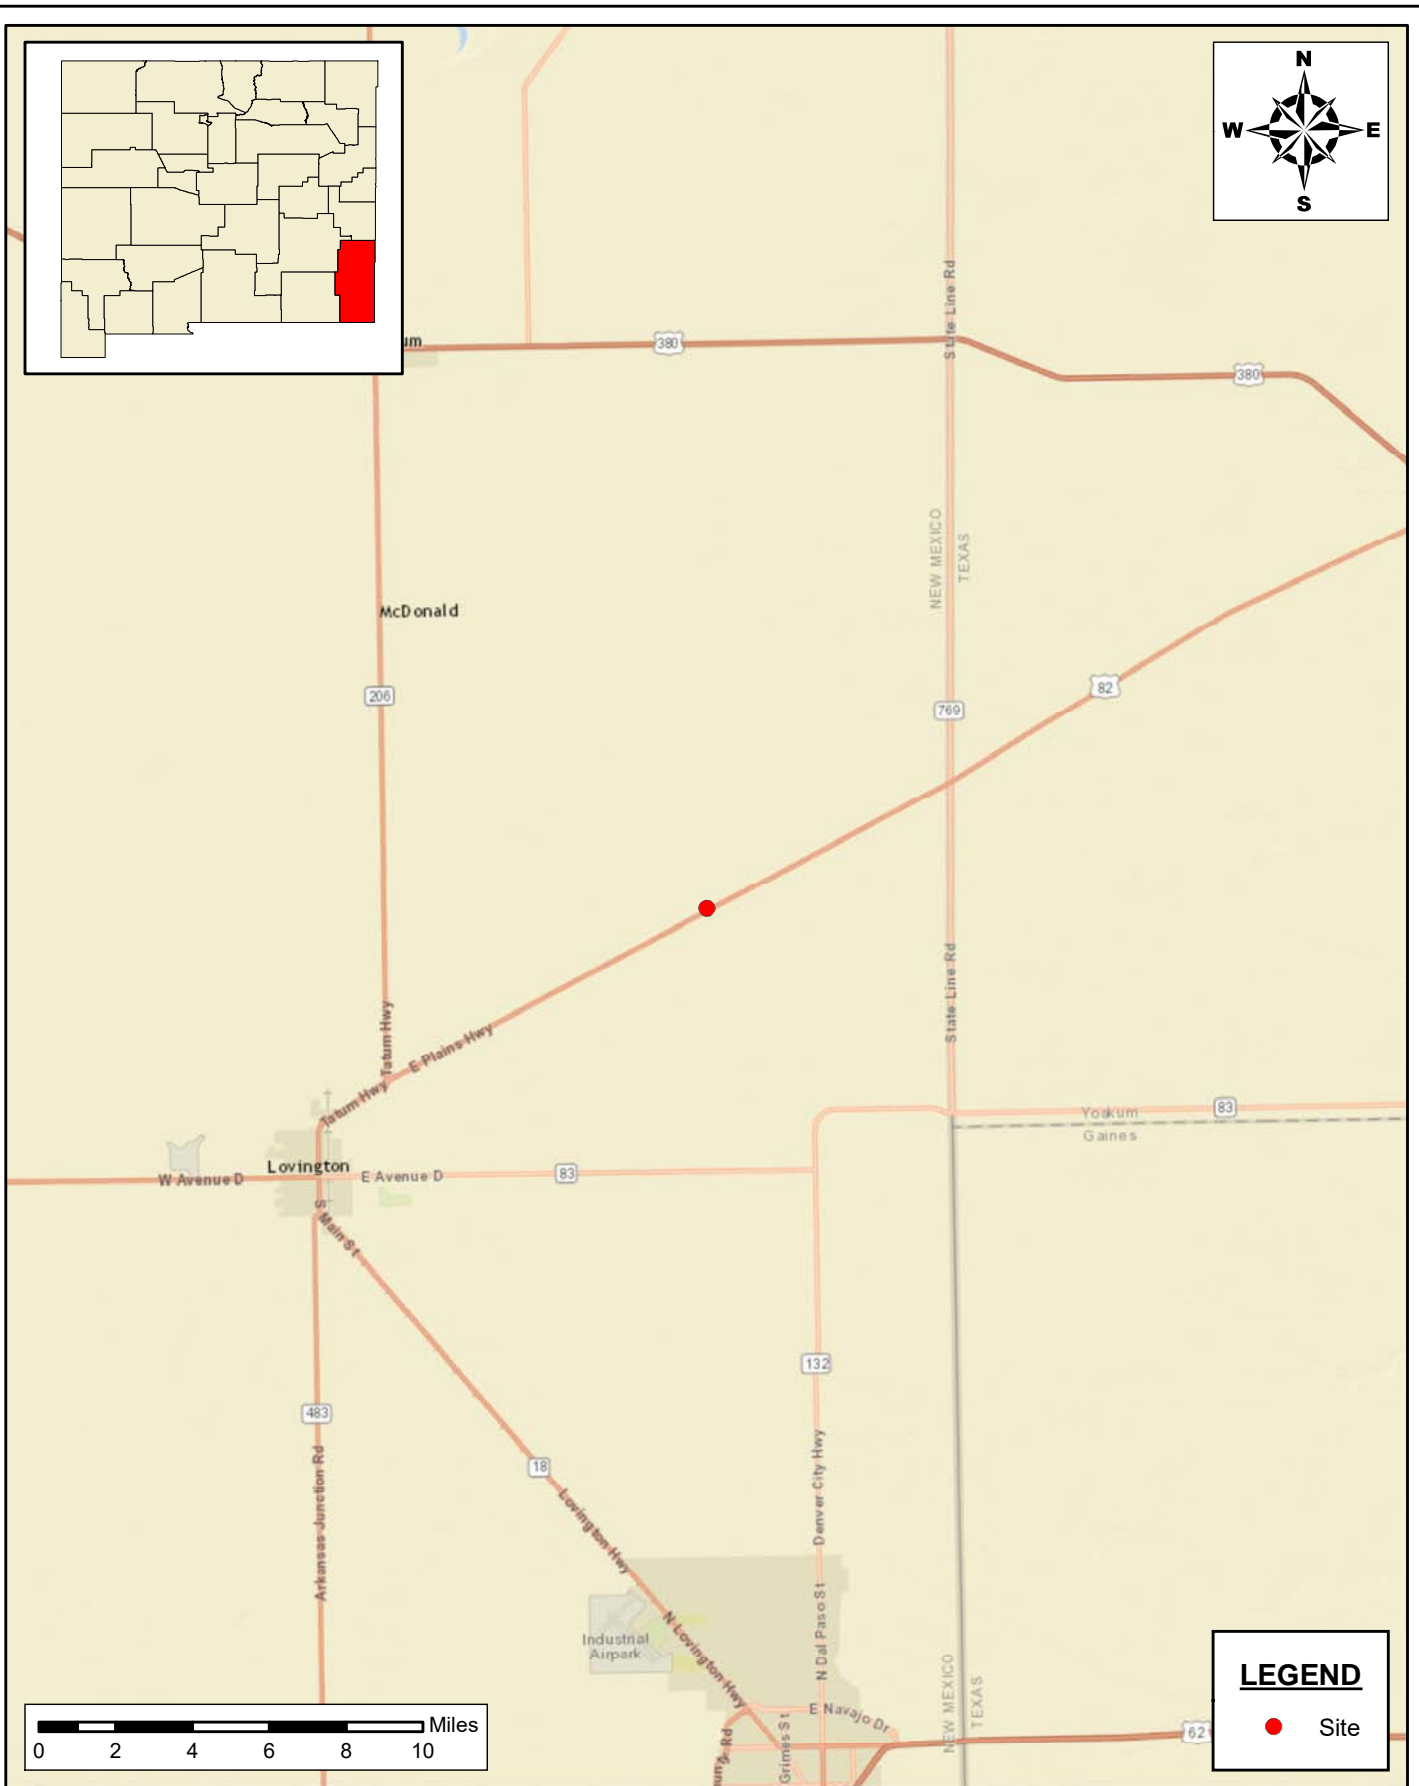 N
W
E
S
um
380
State Line Rd
380
NEW MEXICO
TEXAS
McDonald
206
82
769
State Line Rd
Tatum Hwy
E Plains Hwy
Tatum Hwy
Yoakum
83
Gaines
Lovington
W Avenue D
E Avenue D
83
S Main St
132
483
18
Arkansas Junction Rd
Denver City Hwy
Lovington Hwy
N Dal Paso St
Industrial
Airpark
N Lovington Hwy
E Navajo Dr
Grimes St
Rd
NEW MEXICO
TEXAS
62
LEGEND
Site
Miles
0 2 4 6 8 10